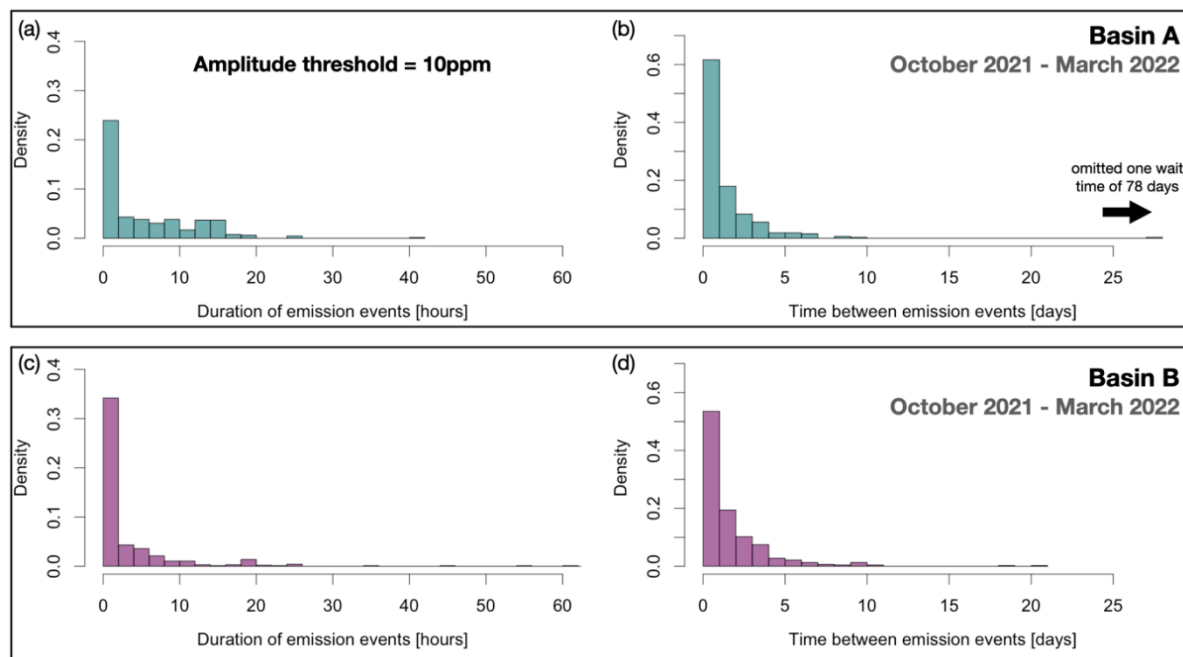 (a)
Amplitude threshold = 10ppm
Density
0.0 0.1 0.2 0.3 0.4
0 10 20 30 40 50 60
Duration of emission events [hours]
(b)
Basin A
October 2021 - March 2022
omitted one wait
time of 78 days
Density
0.0 0.2 0.4 0.6
0 5 10 15 20 25
Time between emission events [days]
(c)
Density
0.0 0.1 0.2 0.3 0.4
0 10 20 30 40 50 60
Duration of emission events [hours]
(d)
Basin B
October 2021 - March 2022
Density
0.0 0.2 0.4 0.6
0 5 10 15 20 25
Time between emission events [days]